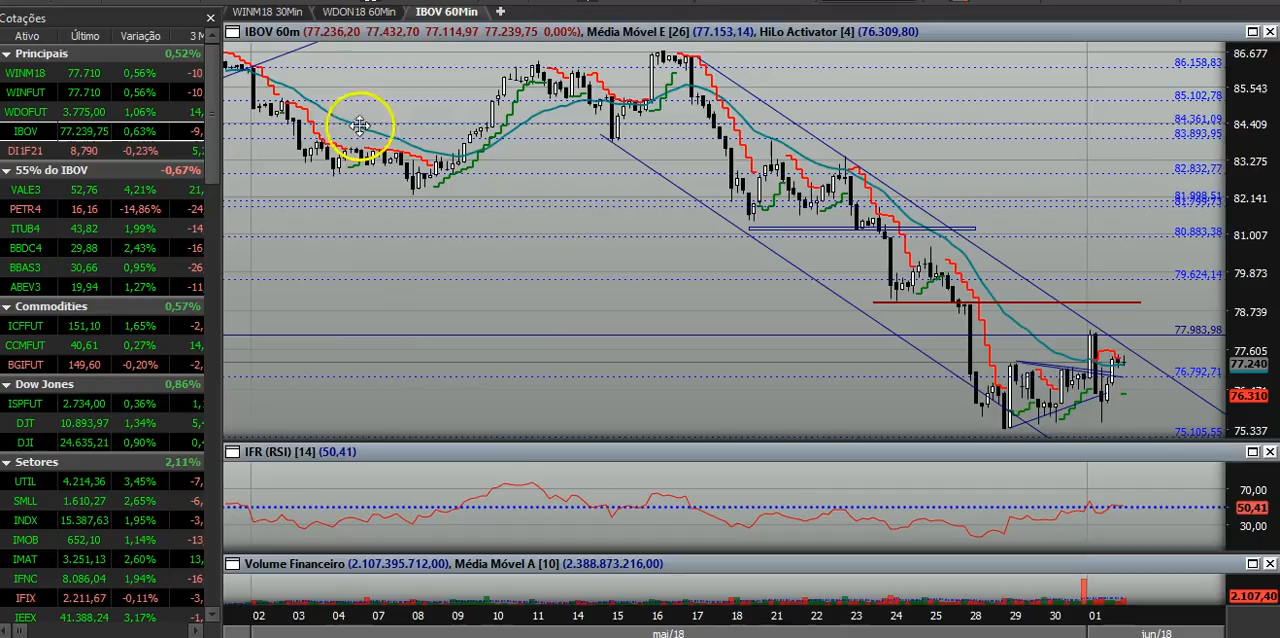 WINM18 30Min WDON18 60Min IBOV 60Min
Cotações
Ativo Último Variação 3 M
Principais 0,52%
WINM18 77.710 0,56% -10
WINFUT 77.710 0,56% -10
WDOFUT 3.775,00 1,06% 14,
IBOV 77.239,75 0,63% -9,
DI1F21 8,790 -0,23% 5,
55% do IBOV -0,67%
VALE3 52,76 4,21% 21,
PETR4 16,16 -14,86% -24
ITUB4 43,82 1,99% -14
BBDC4 29,88 2,43% -16
BBAS3 30,66 0,95% -26
ABEV3 19,94 1,27% -11
Commodities 0,57%
ICFFUT 151,10 1,65% -2,
CCMFUT 40,61 0,27% 14,
BGIFUT 149,60 -0,20% -2,
Dow Jones 0,86%
ISPFUT 2.734,00 0,36% 1,
DJT 10.893,97 1,34% 5,
DJI 24.635,21 0,90% 0,
Setores 2,11%
UTIL 4.214,36 3,45% -7,
SMLL 1.610,27 2,65% -6,
INDX 15.387,63 1,95% -3,
IMOB 652,10 1,14% -13
IMAT 3.251,13 2,60% 13,
IFNC 8.086,04 1,94% -16
IFIX 2.211,67 -0,11% -3,
IEEX 41.388,24 3,17% -1,
IBOV 60m (77.236,20 77.432,70 77.114,97 77.239,75 0,00%), Média Móvel E [26] (77.153,14), HiLo Activator [4] (76.309,80)
86.158,83
85.102,78
84.361,09
83.893,95
82.832,77
80.883,38
79.624,14
77.983,98
76.792,71
75.105,55
86.677
85.543
84.409
83.275
82.141
81.007
79.873
78.739
77.605
77.240
76.310
75.337
IFR (RSI) [14] (50,41)
70,00
50,41
30,00
Volume Financeiro (2.107.395.712,00), Média Móvel A [10] (2.388.873.216,00)
2.107,40
02 03 04 07 08 09 10 11 14 15 16 17 18 21 22 23 24 25 28 29 30 01
mai/18 jun/18